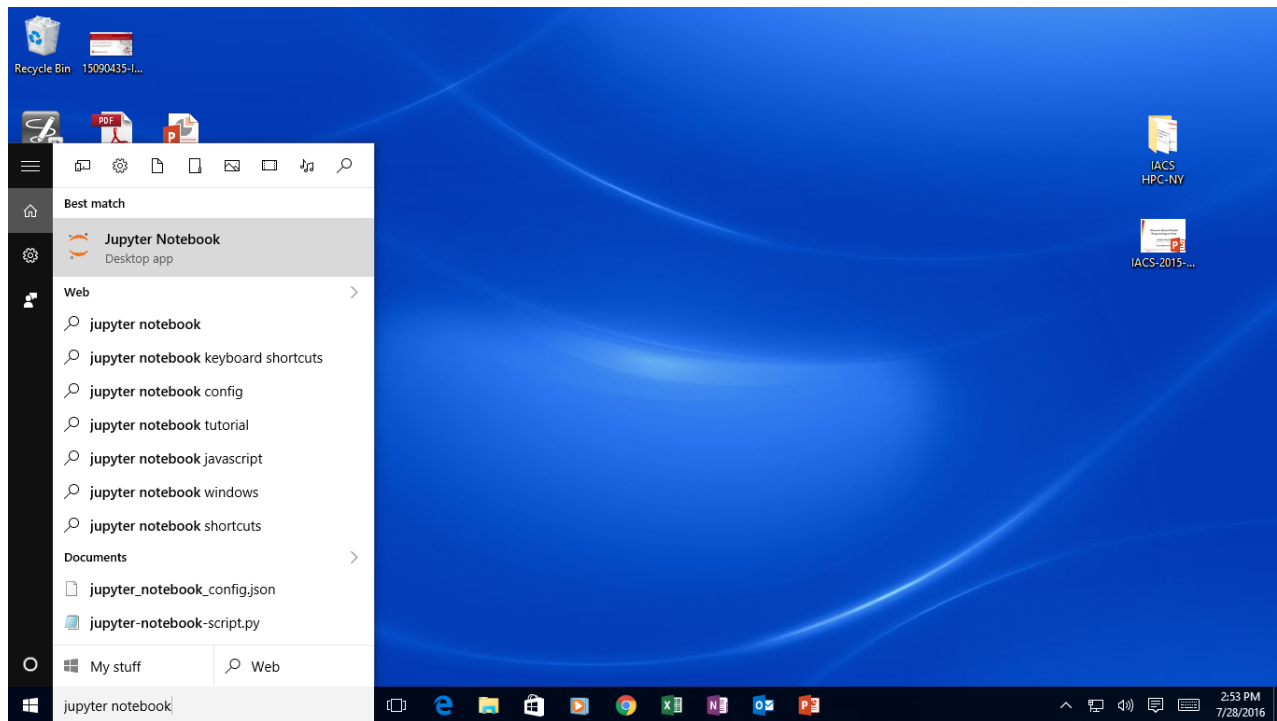 Recycle Bin
15090435-I...
PDF
IACS
HPC-NY
IACS-2015-...
Best match
Jupyter Notebook
Desktop app
Web
jupyter notebook
jupyter notebook keyboard shortcuts
jupyter notebook config
jupyter notebook tutorial
jupyter notebook javascript
jupyter notebook windows
jupyter notebook shortcuts
Documents
jupyter_notebook_config.json
jupyter-notebook-script.py
My stuff
Web
jupyter notebook
2:53 PM
7/28/2016